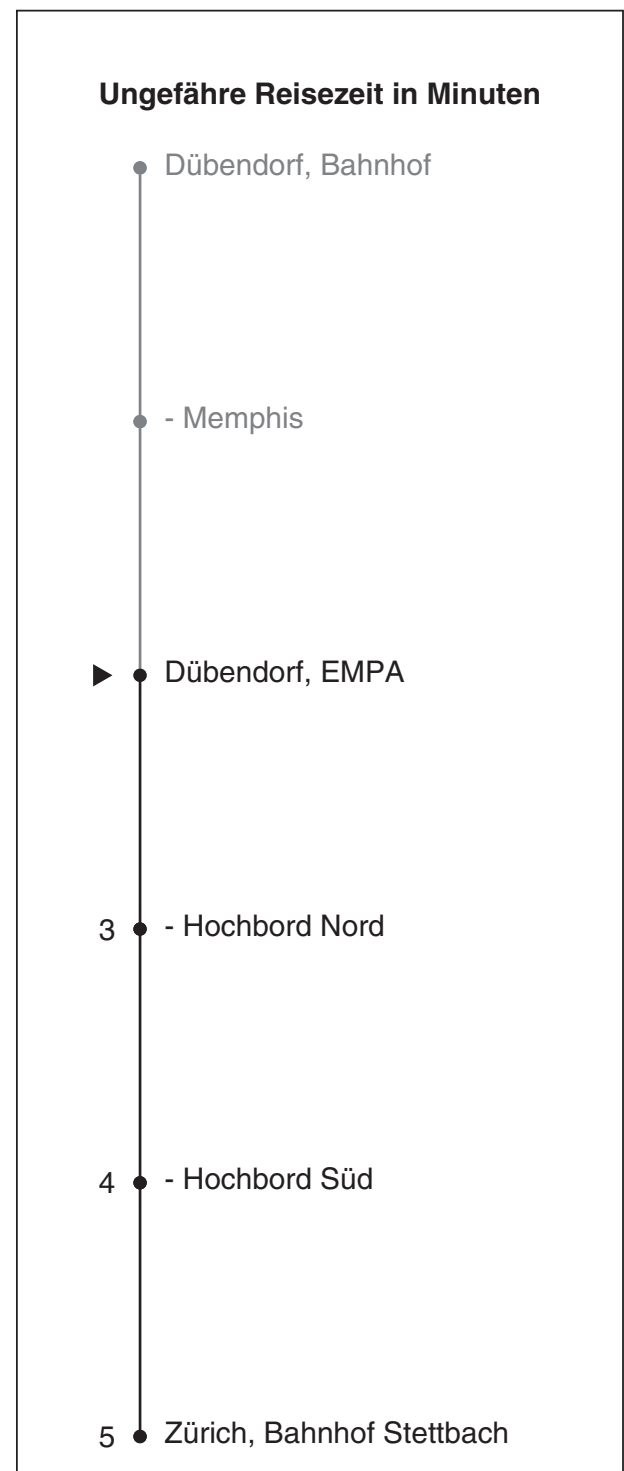 Ungefähre Reisezeit in Minuten
Dübendorf, Bahnhof
- Memphis
Dübendorf, EMPA
3 - Hochbord Nord
4 - Hochbord Süd
5 Zürich, Bahnhof Stettbach